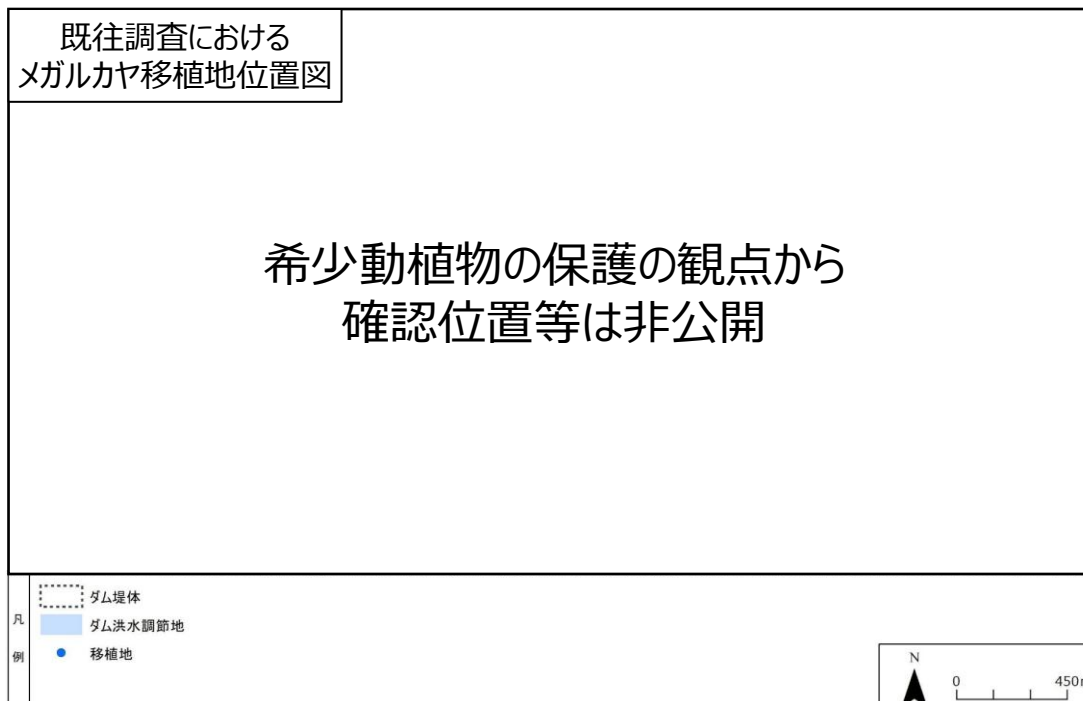 既往調査における
メガルカヤ移植地位置図
希少動植物の保護の観点から
確認位置等は非公開
凡例
ダム堤体
ダム洪水調節地
移植地
N
0 450m